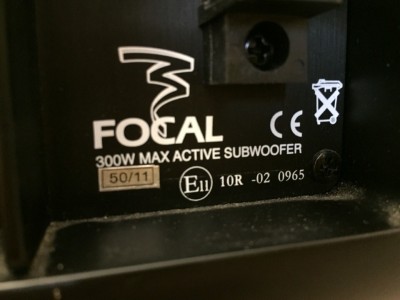 FOCAL CE
300W MAX ACTIVE SUBWOOFER
50/11 E11 10R -02 0965